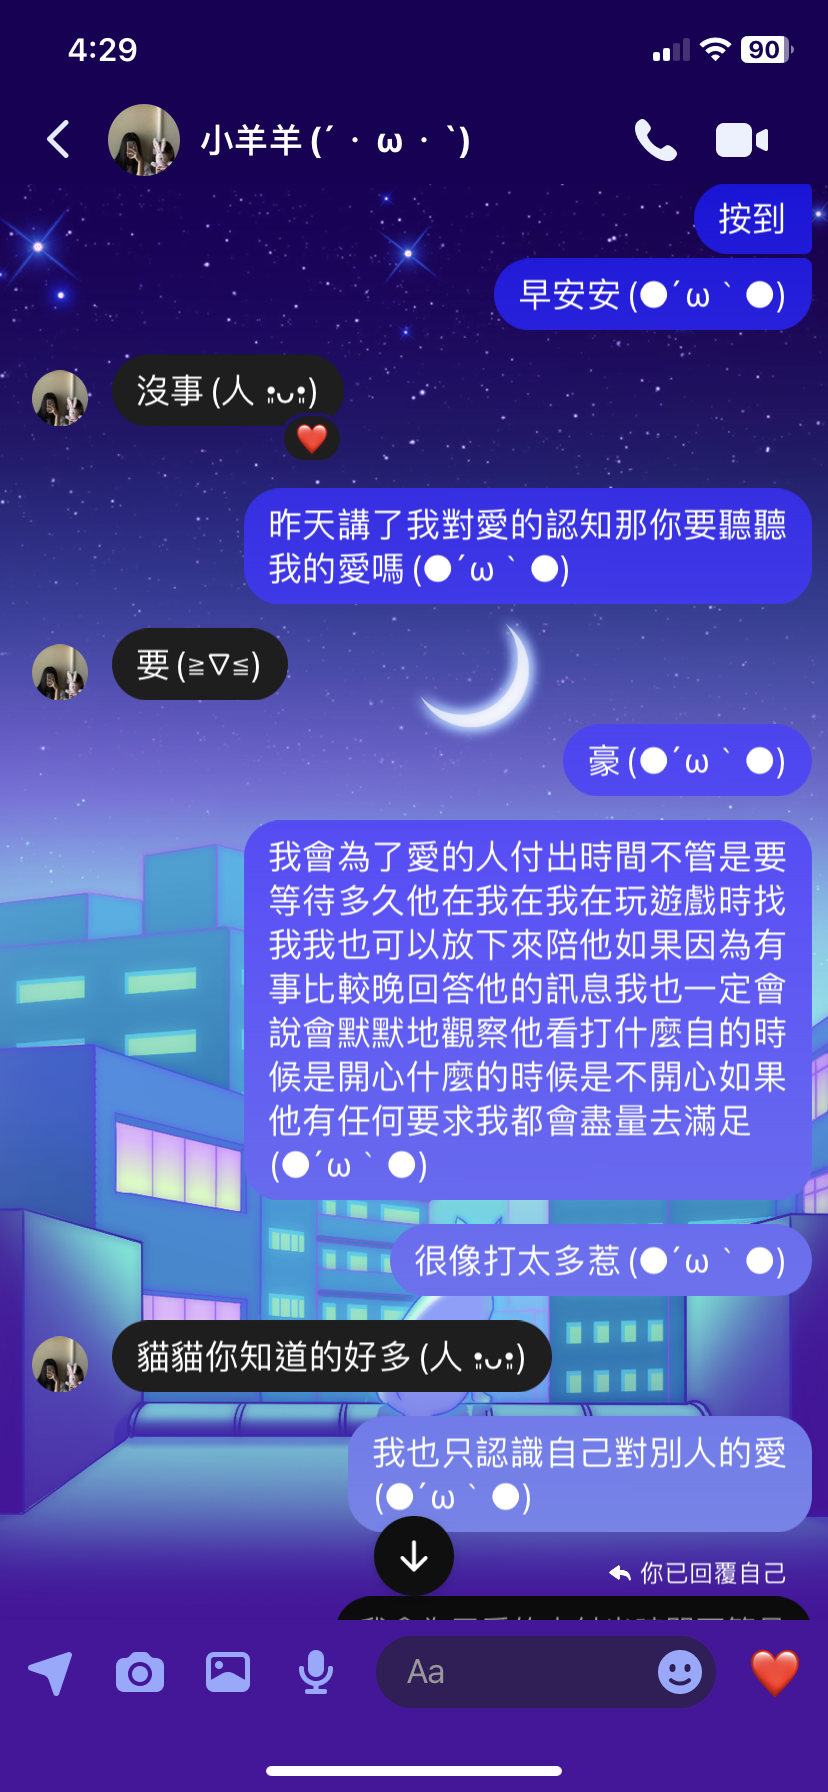 4:29
90
小羊羊 (´・ω・`)
按到
早安安 (●´ω｀●)
沒事 (人 •͈ᴗ•͈)
昨天講了我對愛的認知那你要聽聽
我的愛嗎 (●´ω｀●)
要 (≧∇≦)
豪 (●´ω｀●)
我會為了愛的人付出時間不管是要
等待多久他在我在我在玩遊戲時找
我我也可以放下來陪他如果因為有
事比較晚回答他的訊息我也一定會
說會默默地觀察他看打什麼自的時
候是開心什麼的時候是不開心如果
他有任何要求我都會盡量去滿足
(●´ω｀●)
很像打太多惹 (●´ω｀●)
貓貓你知道的好多 (人 •͈ᴗ•͈)
我也只認識自己對別人的愛
(●´ω｀●)
你已回覆自己
Aa